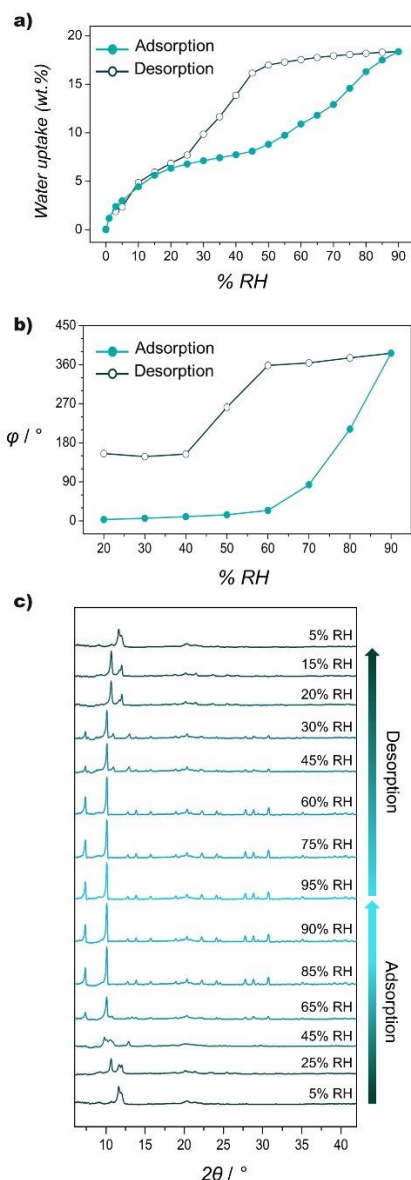 a)
20
15
10
5
0
Water uptake (wt.%)
Adsorption
Desorption
0 10 20 30 40 50 60 70 80 90
% RH
b)
450
360
270
180
90
0
φ / °
Adsorption
Desorption
20 30 40 50 60 70 80 90
% RH
c)
5% RH
15% RH
20% RH
30% RH
45% RH
60% RH
75% RH
95% RH
90% RH
85% RH
65% RH
45% RH
25% RH
5% RH
Desorption
Adsorption
10 15 20 25 30 35 40
2θ / °